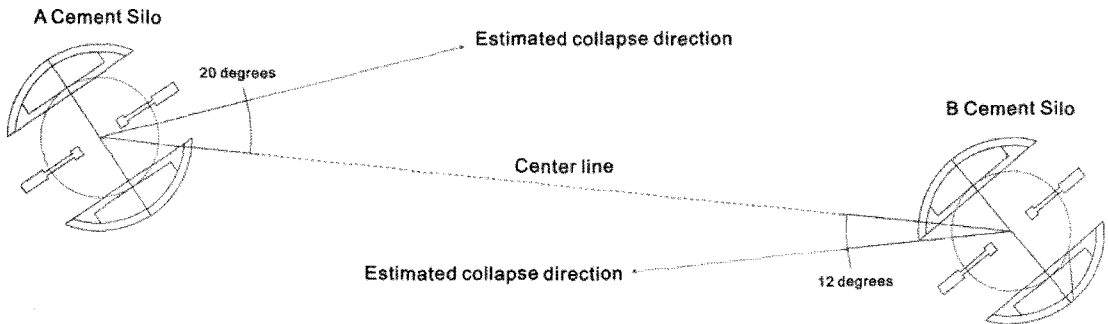 A Cement Silo
Estimated collapse direction
20 degrees
B Cement Silo
Center line
Estimated collapse direction
12 degrees